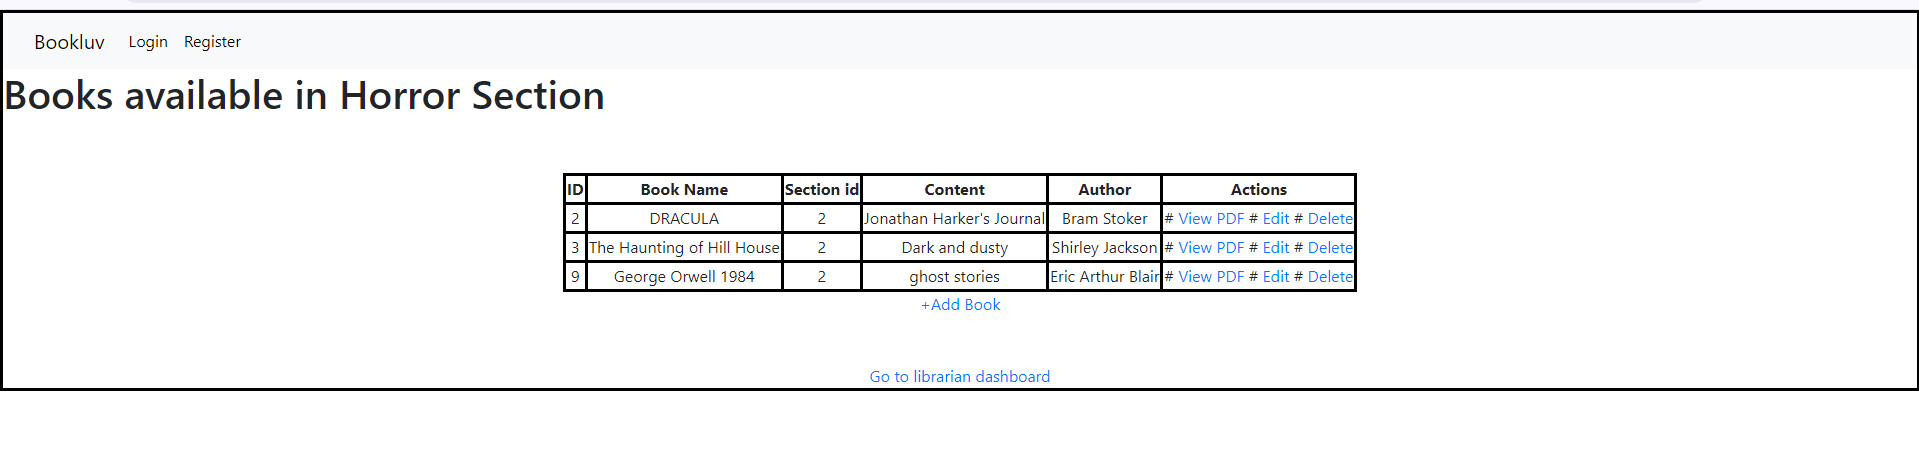 Bookluv Login Register
Books available in Horror Section
ID Book Name Section id Content Author Actions
2 DRACULA 2 Jonathan Harker's Journal Bram Stoker # View PDF # Edit # Delete
3 The Haunting of Hill House 2 Dark and dusty Shirley Jackson # View PDF # Edit # Delete
9 George Orwell 1984 2 ghost stories Eric Arthur Blair # View PDF # Edit # Delete
+Add Book
Go to librarian dashboard